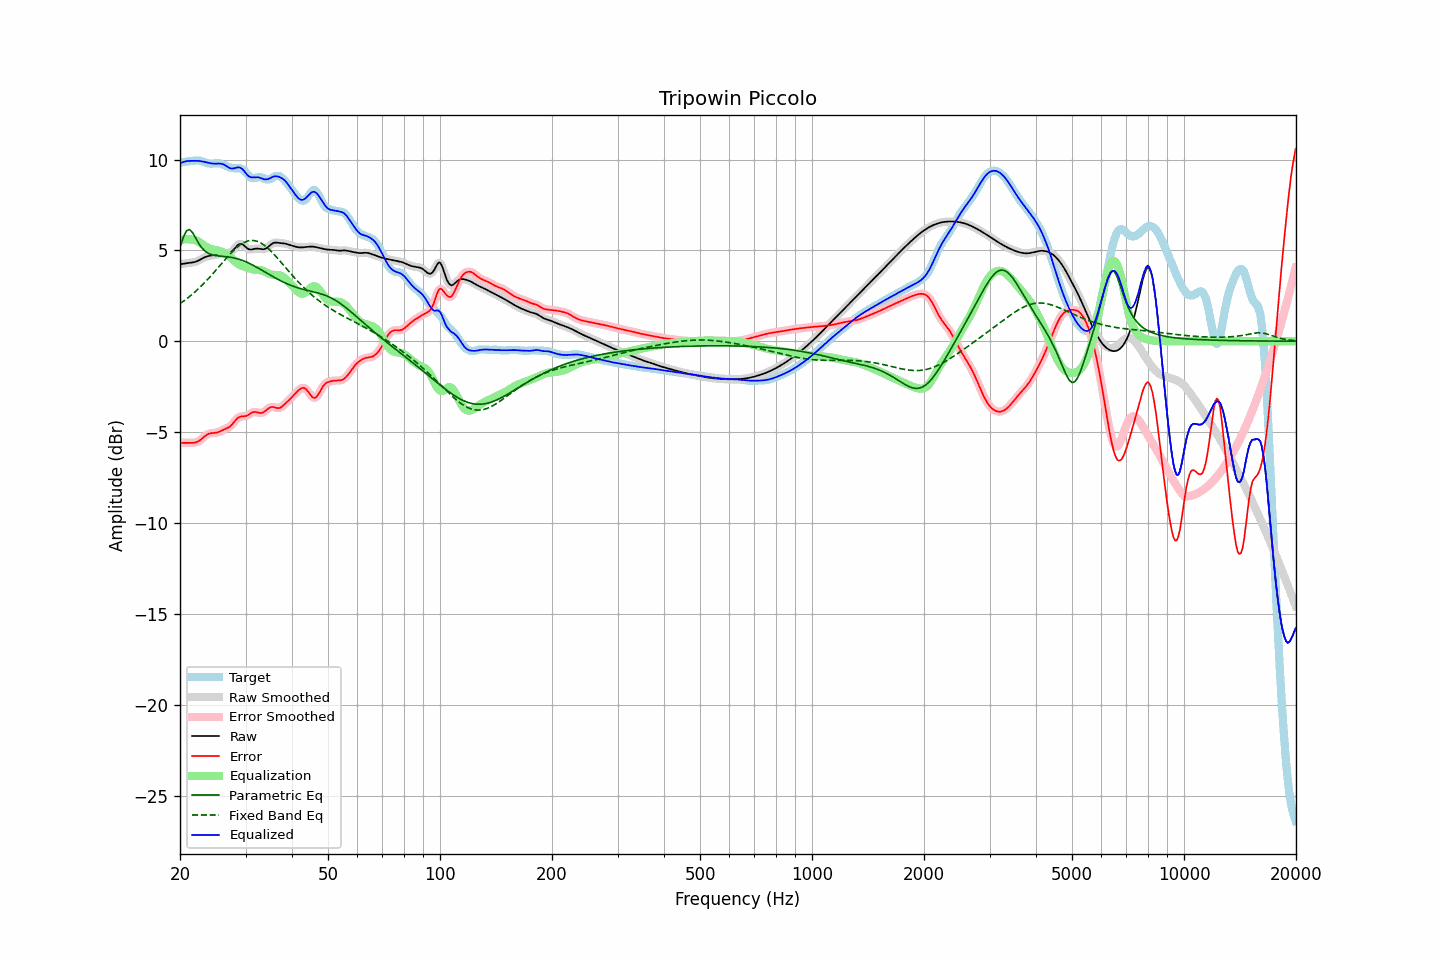 Tripowin Piccolo
10
5
0
−5
−10
−15
−20
−25
Amplitude (dBr)
Target
Raw Smoothed
Error Smoothed
Raw
Error
Equalization
Parametric Eq
Fixed Band Eq
Equalized
20
50
100
200
500
1000
2000
5000
10000
20000
Frequency (Hz)